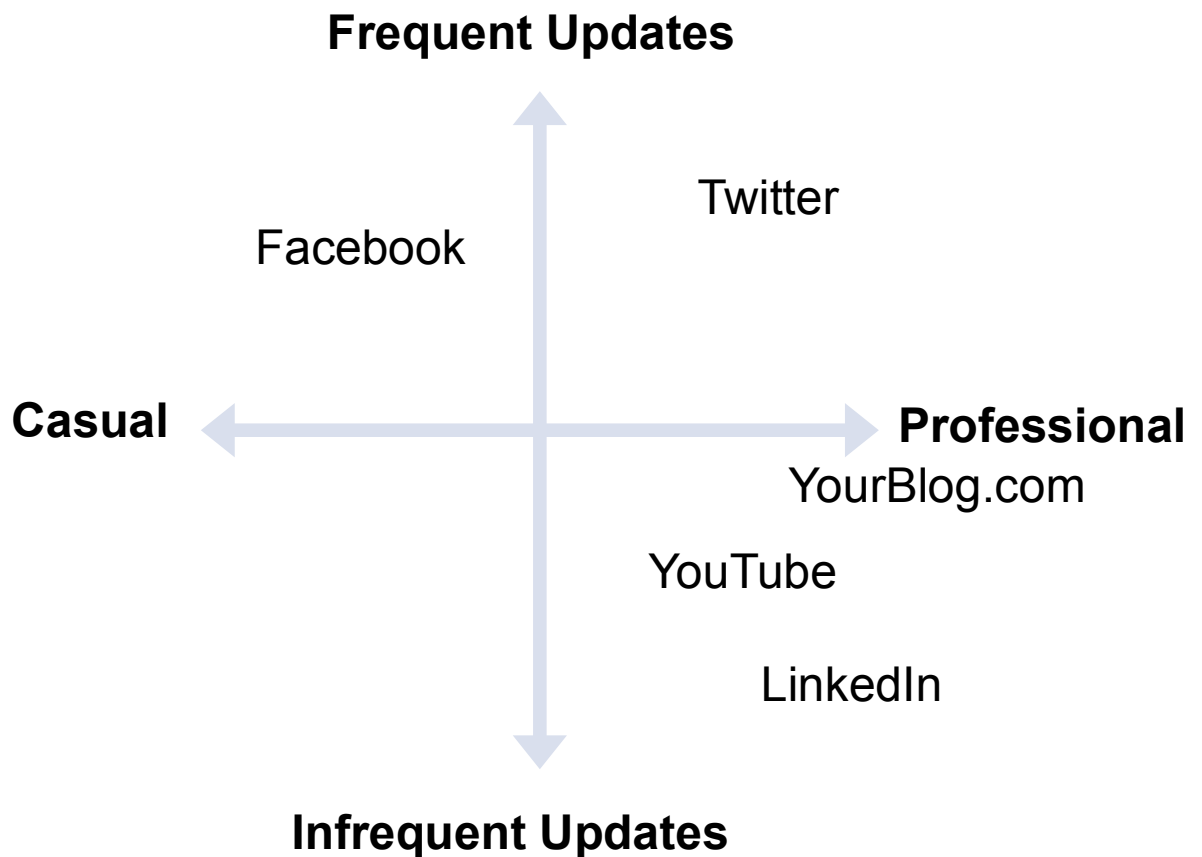 Frequent Updates
Twitter
Facebook
Casual
Professional
YourBlog.com
YouTube
LinkedIn
Infrequent Updates